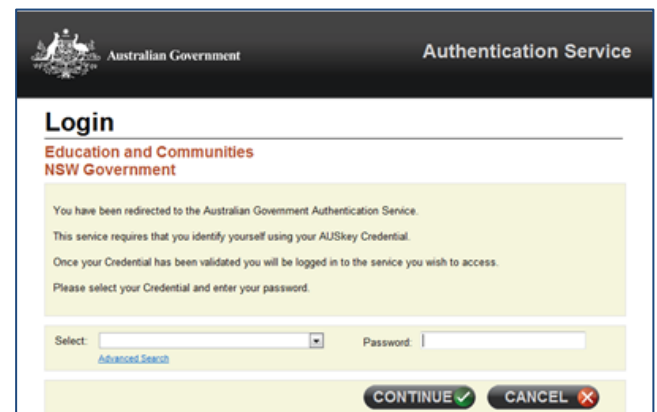 Australian Government
Authentication Service
Login
Education and Communities
NSW Government
You have been redirected to the Australian Government Authentication Service.
This service requires that you identify yourself using your AUSkey Credential.
Once your Credential has been validated you will be logged in to the service you wish to access.
Please select your Credential and enter your password.
Select: Password:
Advanced Search
CONTINUE CANCEL